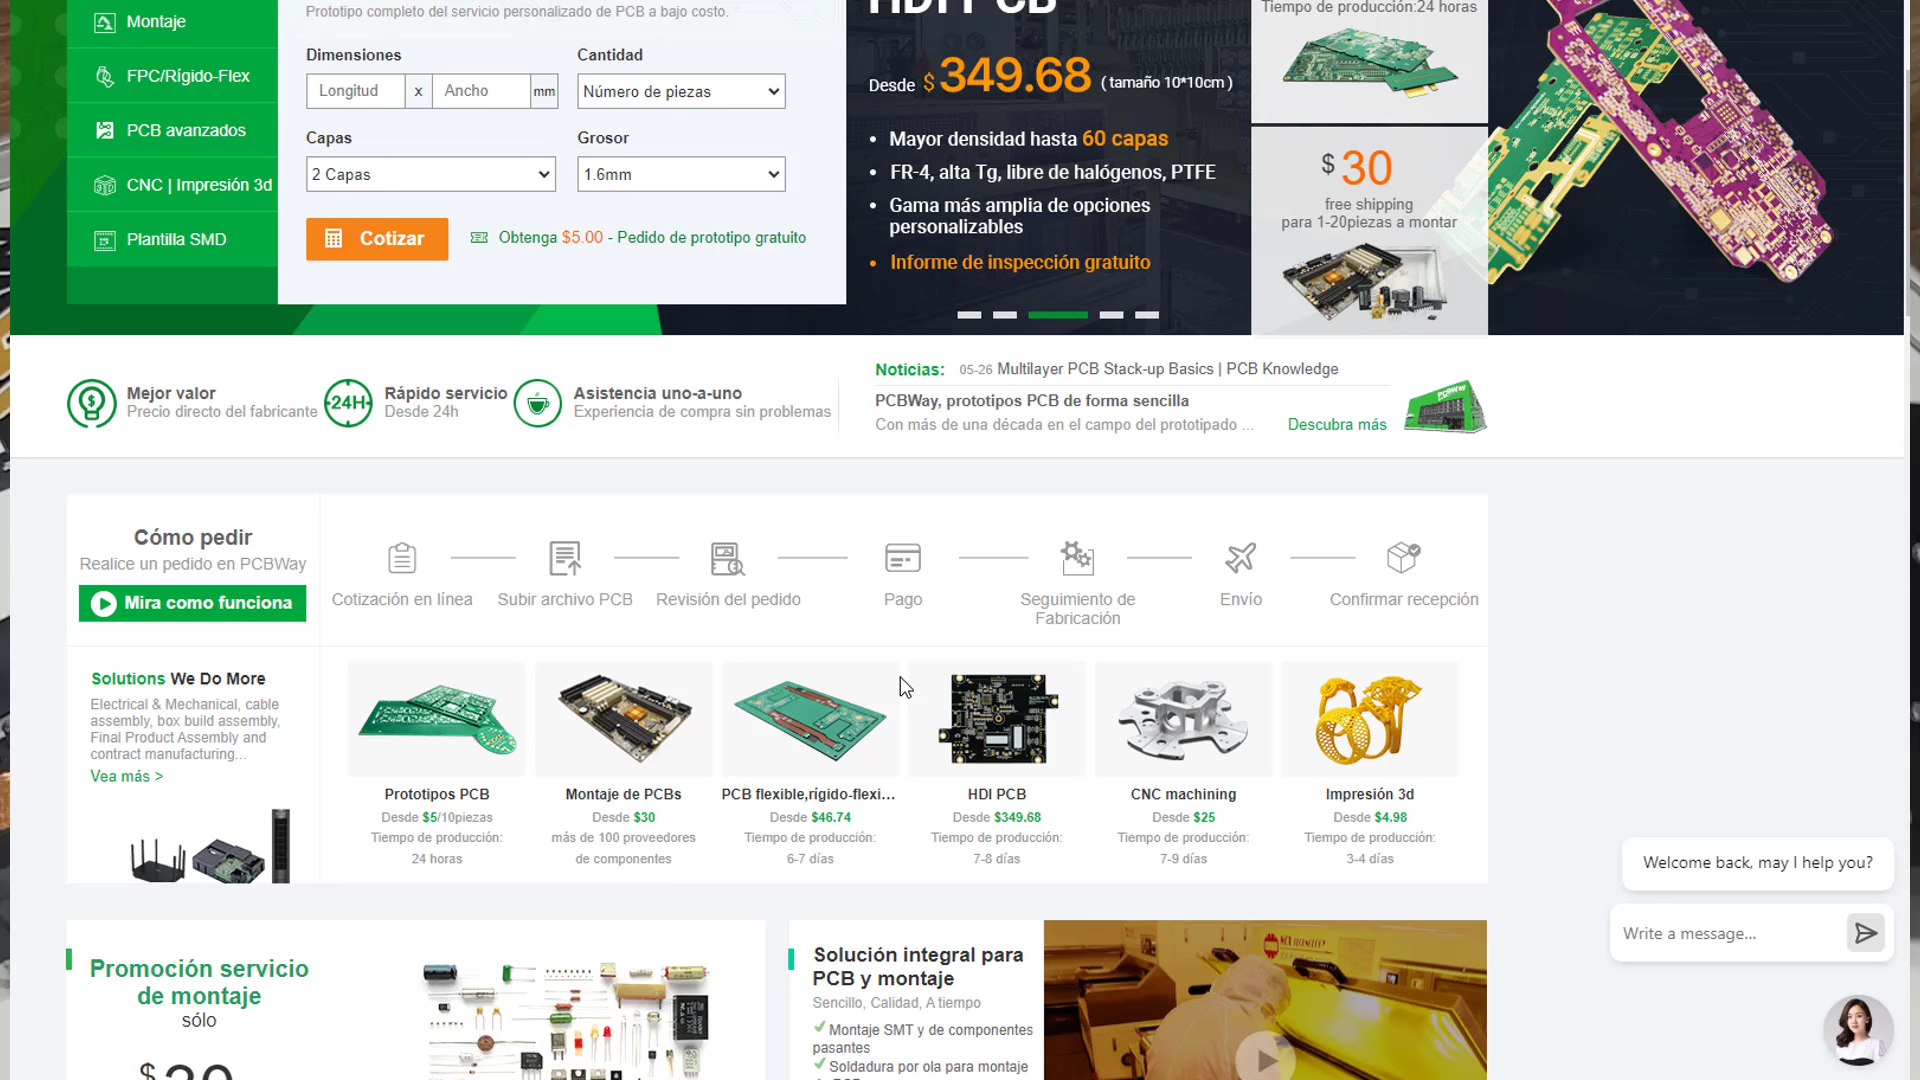 Montaje
FPC/Rígido-Flex
PCB avanzados
CNC | Impresión 3d
Plantilla SMD
Prototipo completo del servicio personalizado de PCB a bajo costo.
Dimensiones
Cantidad
Longitud
x
Ancho
mm
Número de piezas
Capas
Grosor
2 Capas
1.6mm
Cotizar
Obtenga $5.00 - Pedido de prototipo gratuito
HDI PCB
Desde $ 349.68 ( tamaño 10*10cm )
• Mayor densidad hasta 60 capas
• FR-4, alta Tg, libre de halógenos, PTFE
• Gama más amplia de opciones
personalizables
• Informe de inspección gratuito
Tiempo de producción:24 horas
$ 30
free shipping
para 1-20piezas a montar
Mejor valor
Precio directo del fabricante
24H
Rápido servicio
Desde 24h
Asistencia uno-a-uno
Experiencia de compra sin problemas
Noticias: 05-26 Multilayer PCB Stack-up Basics | PCB Knowledge
PCBWay, prototipos PCB de forma sencilla
Con más de una década en el campo del prototipado ...
Descubra más
PCBWay
Cómo pedir
Realice un pedido en PCBWay
Mira como funciona
Cotización en línea
Subir archivo PCB
Revisión del pedido
Pago
Seguimiento de
Fabricación
Envío
Confirmar recepción
Solutions We Do More
Electrical & Mechanical, cable
assembly, box build assembly,
Final Product Assembly and
contract manufacturing...
Vea más >
Prototipos PCB
Desde $5/10piezas
Tiempo de producción:
24 horas
Montaje de PCBs
Desde $30
más de 100 proveedores
de componentes
PCB flexible,rígido-flexi...
Desde $46.74
Tiempo de producción:
6-7 días
HDI PCB
Desde $349.68
Tiempo de producción:
7-8 días
CNC machining
Desde $25
Tiempo de producción:
7-9 días
Impresión 3d
Desde $4.98
Tiempo de producción:
3-4 días
Welcome back, may I help you?
Write a message...
Promoción servicio
de montaje
sólo
$30
Solución integral para
PCB y montaje
Sencillo, Calidad, A tiempo
Montaje SMT y de componentes
pasantes
Soldadura por ola para montaje